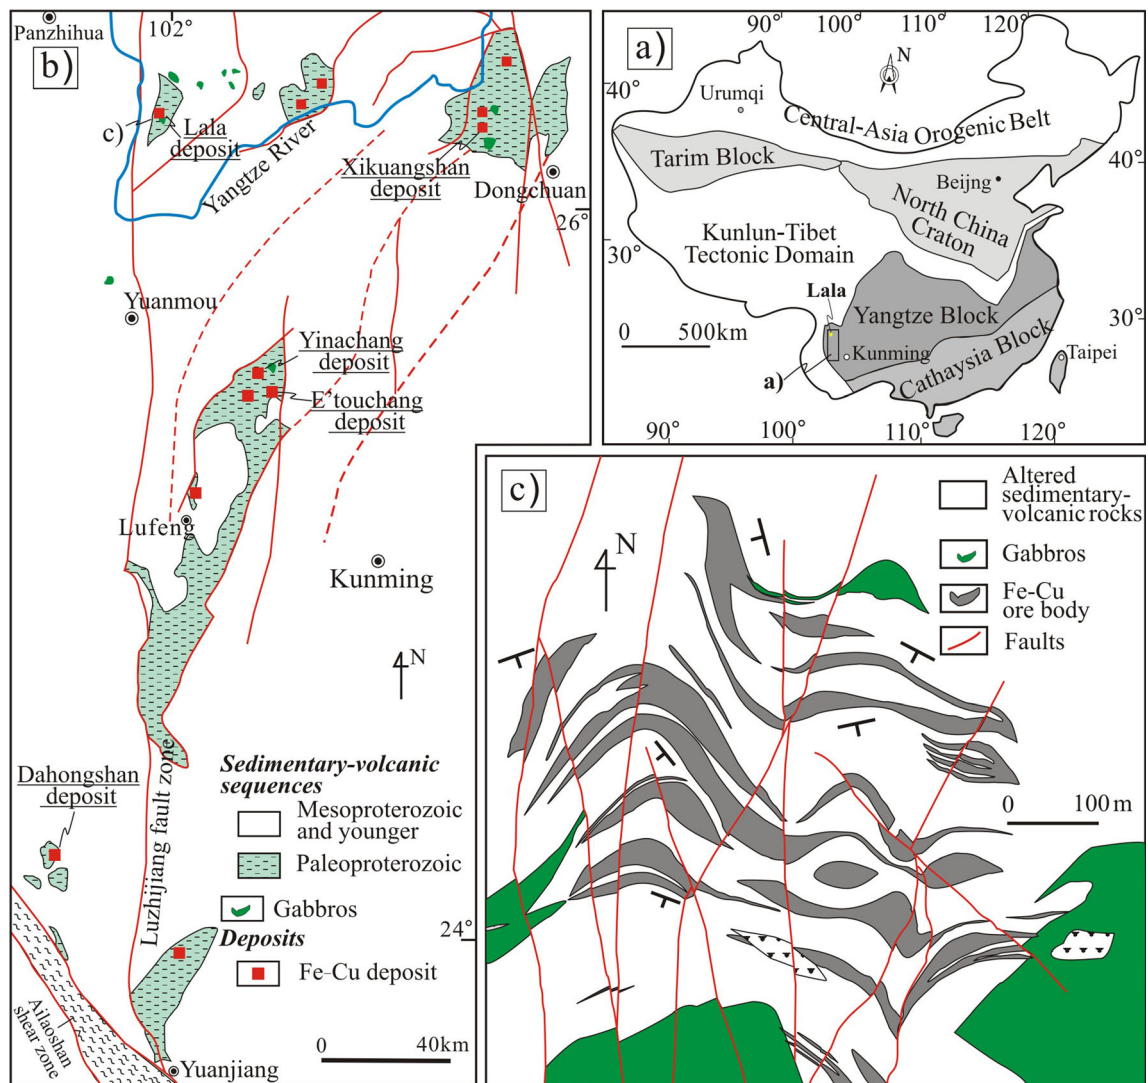 b)
Panzhihua
102°
c)
Lala
deposit
Yangtze River
Xikuangshan
deposit
Dongchuan
26°
Yuanmou
Yinachang
deposit
E'touchang
deposit
Lufeng
Kunming
N
Dahongshan
deposit
Luzhijiang fault zone
Sedimentary-volcanic
sequences
Mesoproterozoic
and younger
Paleoproterozoic
Gabbros
Deposits
Fe-Cu deposit
24°
Ailaoshan
shear zone
0 40km
Yuanjiang
a)
90° 100° 110° 120°
N
40°
Urumqi
Central-Asia Orogenic Belt
Tarim Block
40°
Beijng
North China
Craton
30°
Kunlun-Tibet
Tectonic Domain
Lala
Yangtze Block
30°
0 500km
Kunming
Cathaysia Block
Taipei
a)
90° 100° 110° 120°
c)
N
Altered
sedimentary-
volcanic rocks
Gabbros
Fe-Cu
ore body
Faults
0 100 m